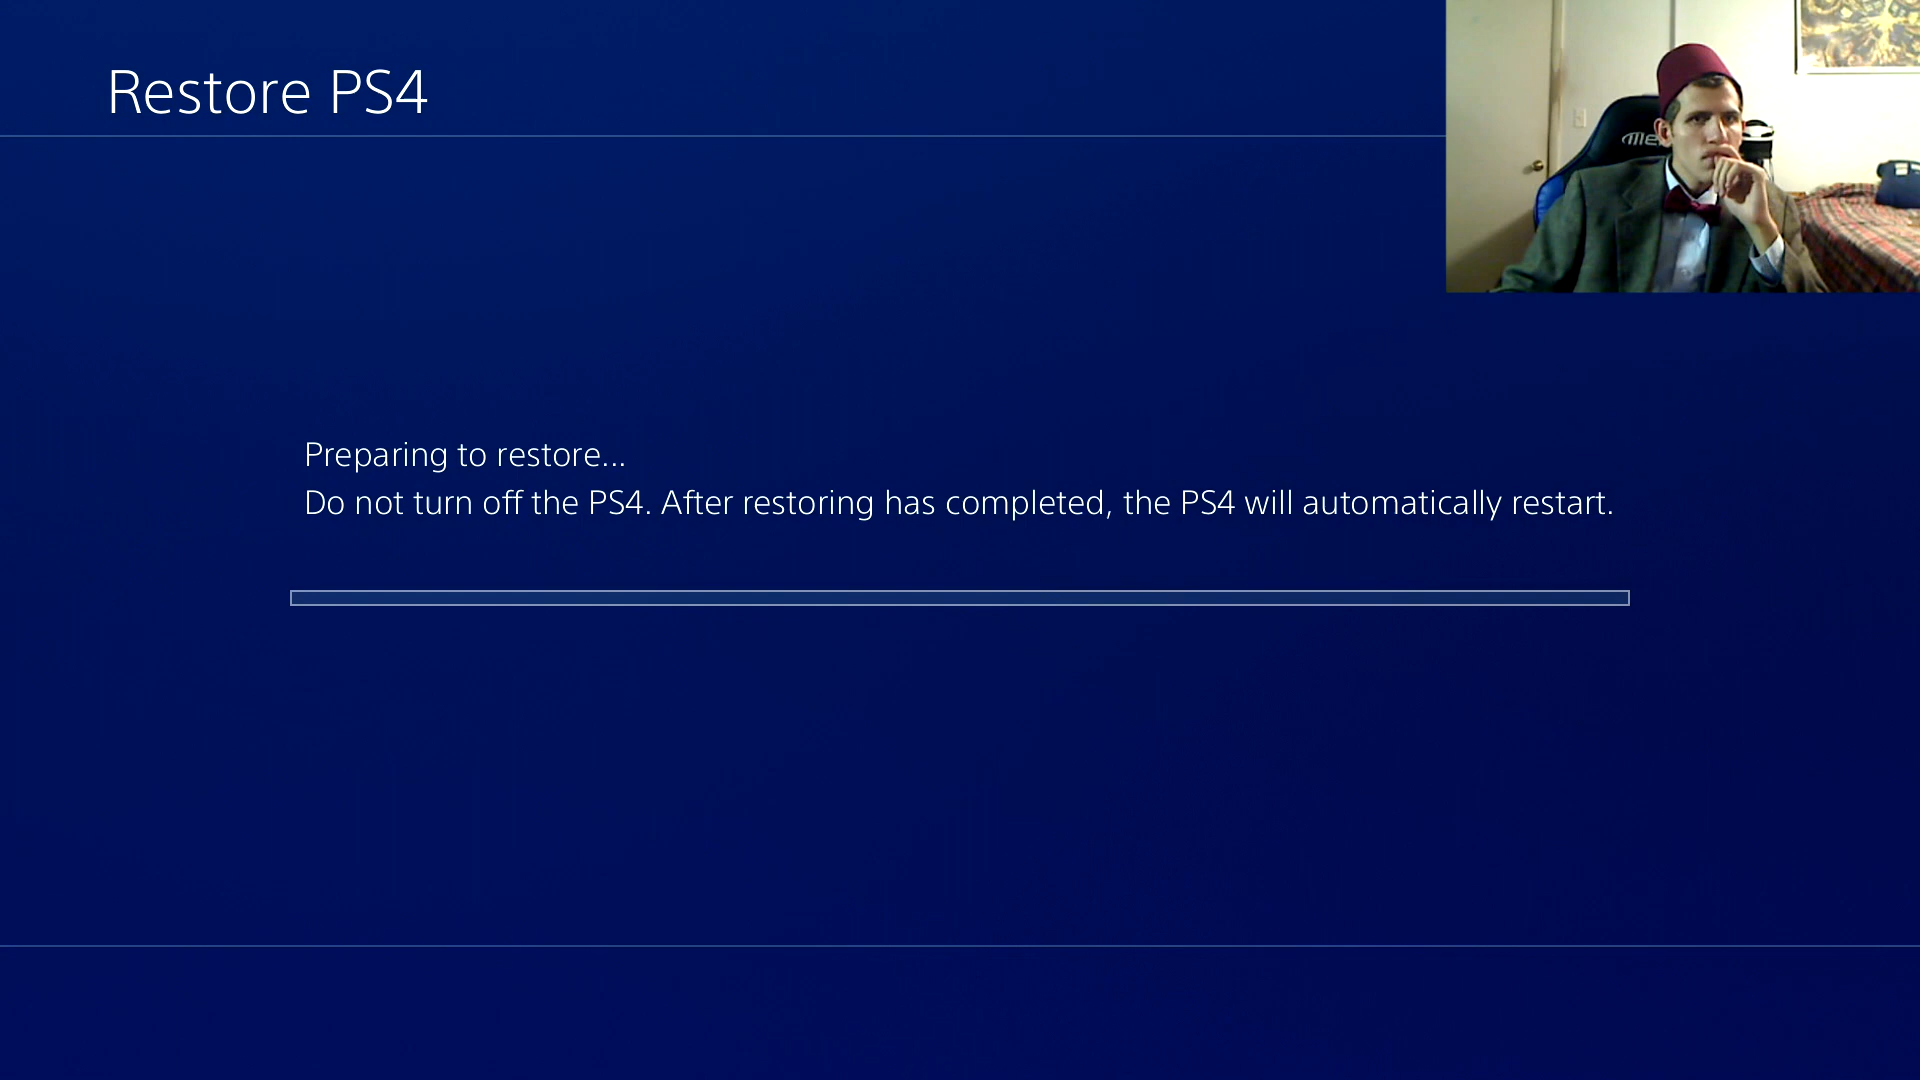 Restore PS4
Preparing to restore...
Do not turn off the PS4. After restoring has completed, the PS4 will automatically restart.